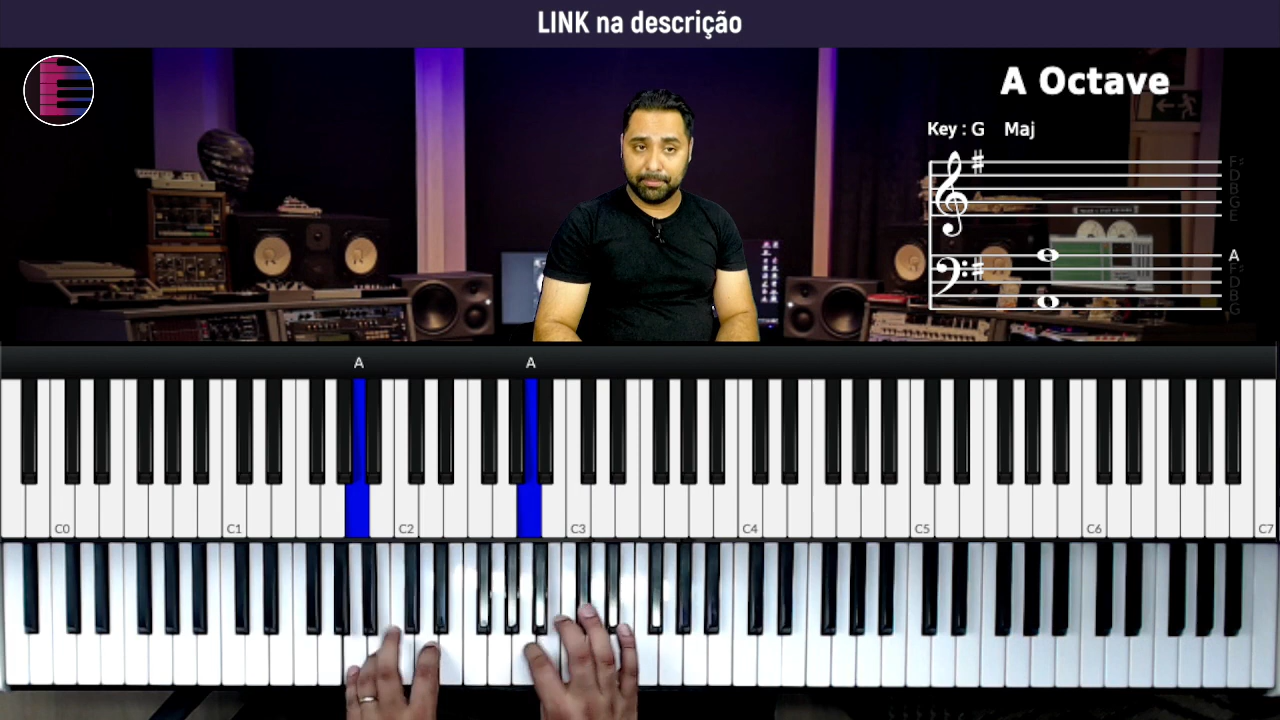 LINK na descrição
A Octave
Key : G Maj
F♯
D
B
G
E
A
F♯
D
B
G
A
A
C0
C1
C2
C3
C4
C5
C6
C7